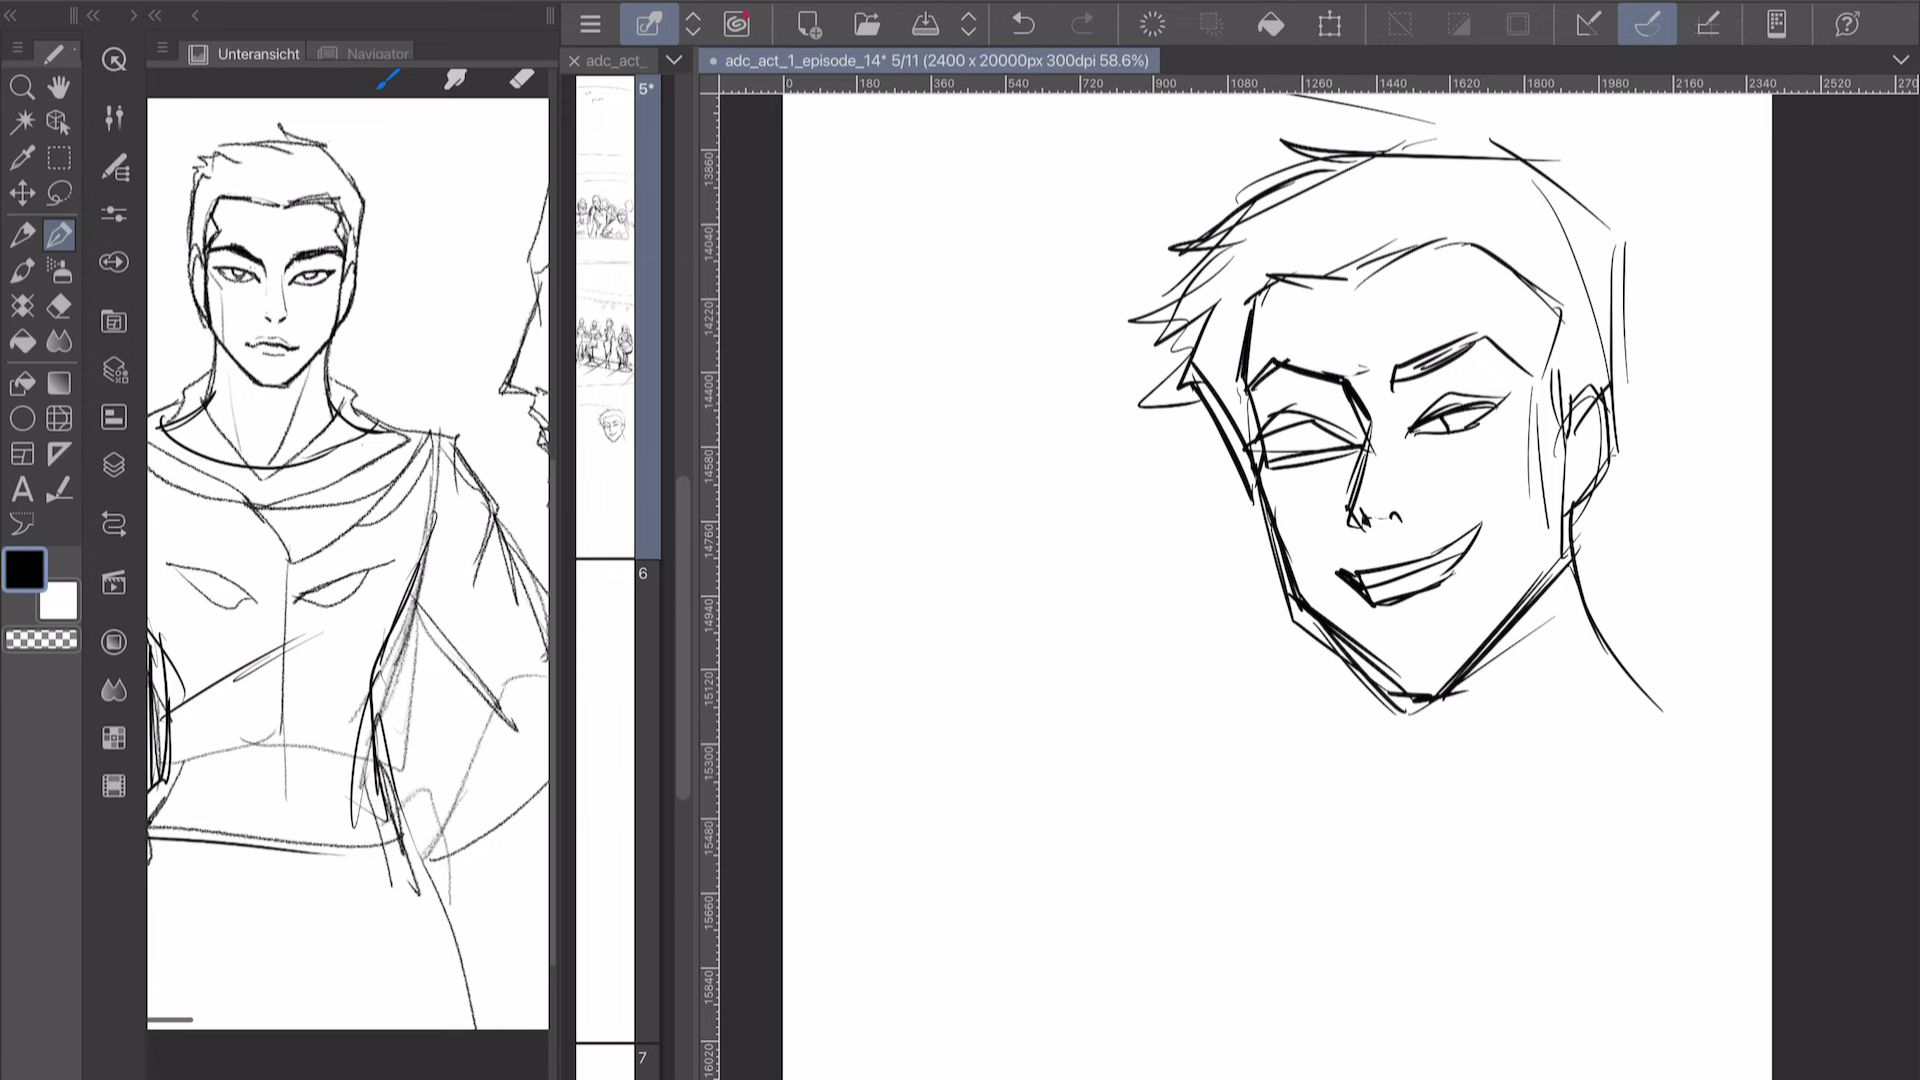 Unteransicht
Navigator
adc_act_
adc_act_1_episode_14* 5/11 (2400 x 20000px 300dpi 58.6%)
0 180 360 540 720 900 1080 1260 1440 1620 1800 1980 2160 2340 2520 270
5*
6
7
13860
14040
14220
14400
14580
14760
14940
15120
15300
15480
15660
15840
16020
A